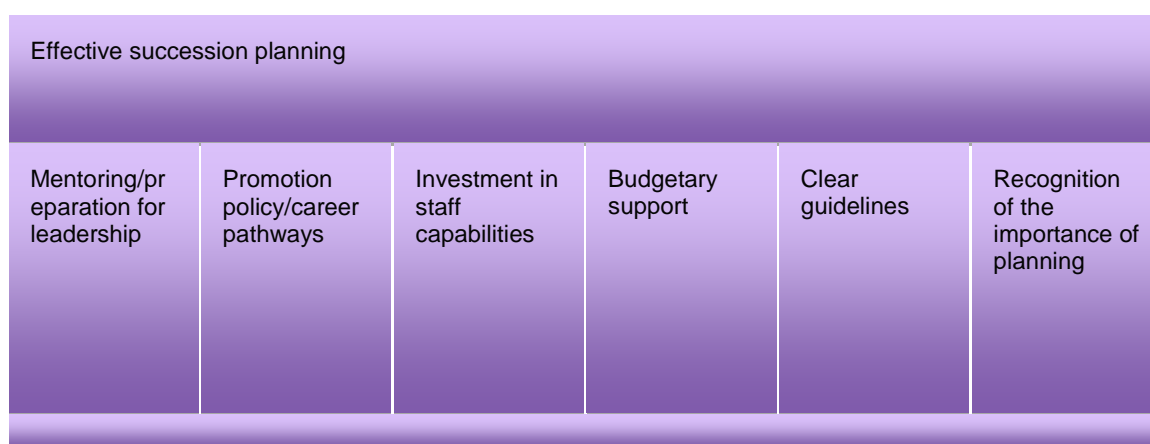 Effective succession planning
Mentoring/pr
eparation for
leadership
Promotion
policy/career
pathways
Investment in
staff
capabilities
Budgetary
support
Clear
guidelines
Recognition
of the
importance of
planning